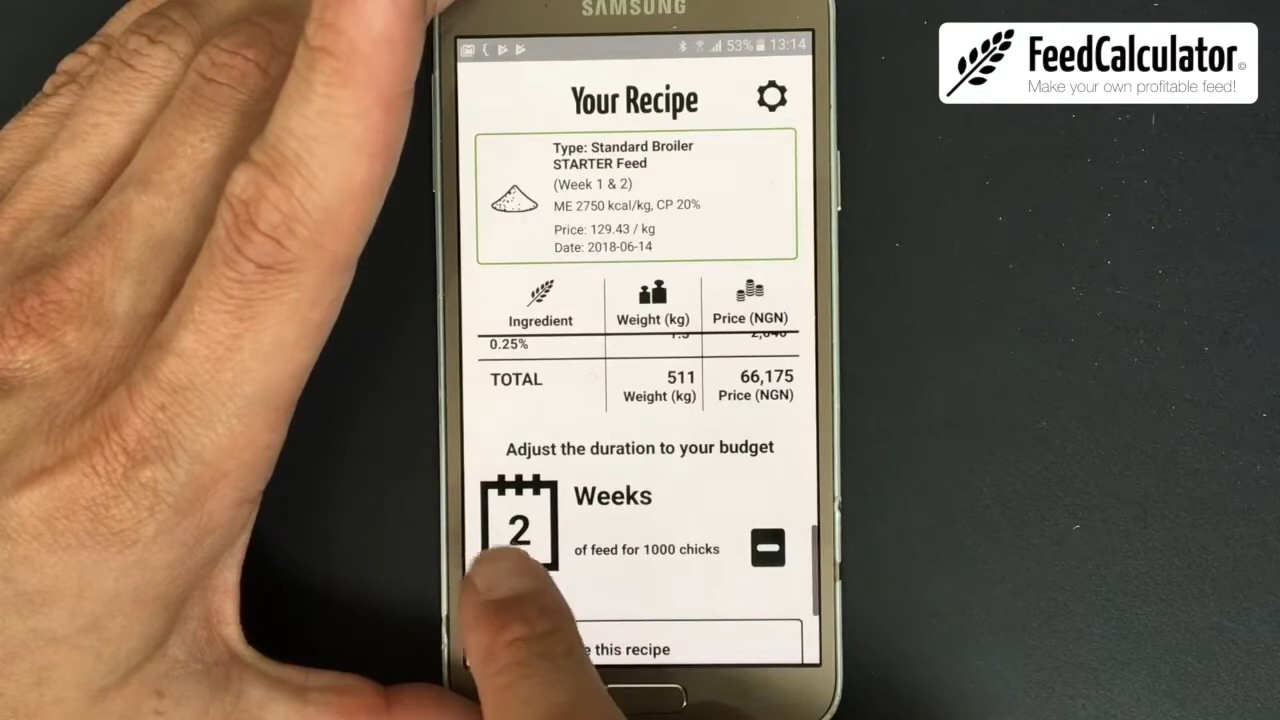 SAMSUNG
53% 13:14
FeedCalculator©
Make your own profitable feed!
Your Recipe
Type: Standard Broiler
STARTER Feed
(Week 1 & 2)
ME 2750 kcal/kg, CP 20%
Price: 129.43 / kg
Date: 2018-06-14
Ingredient Weight (kg) Price (NGN)
0.25%
TOTAL 511 66,175
Weight (kg) Price (NGN)
Adjust the duration to your budget
Weeks
2
of feed for 1000 chicks
this recipe